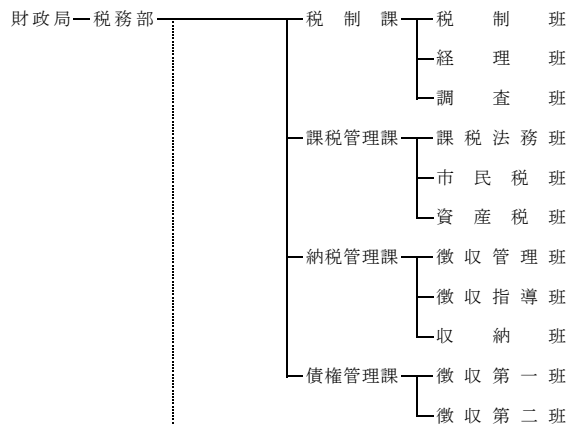 財政局 税務部 税制課 税制班
経理班
調査班
課税管理課 課税法務班
市民税班
資産税班
納税管理課 徴収管理班
徴収指導班
収納班
債権管理課 徴収第一班
徴収第二班